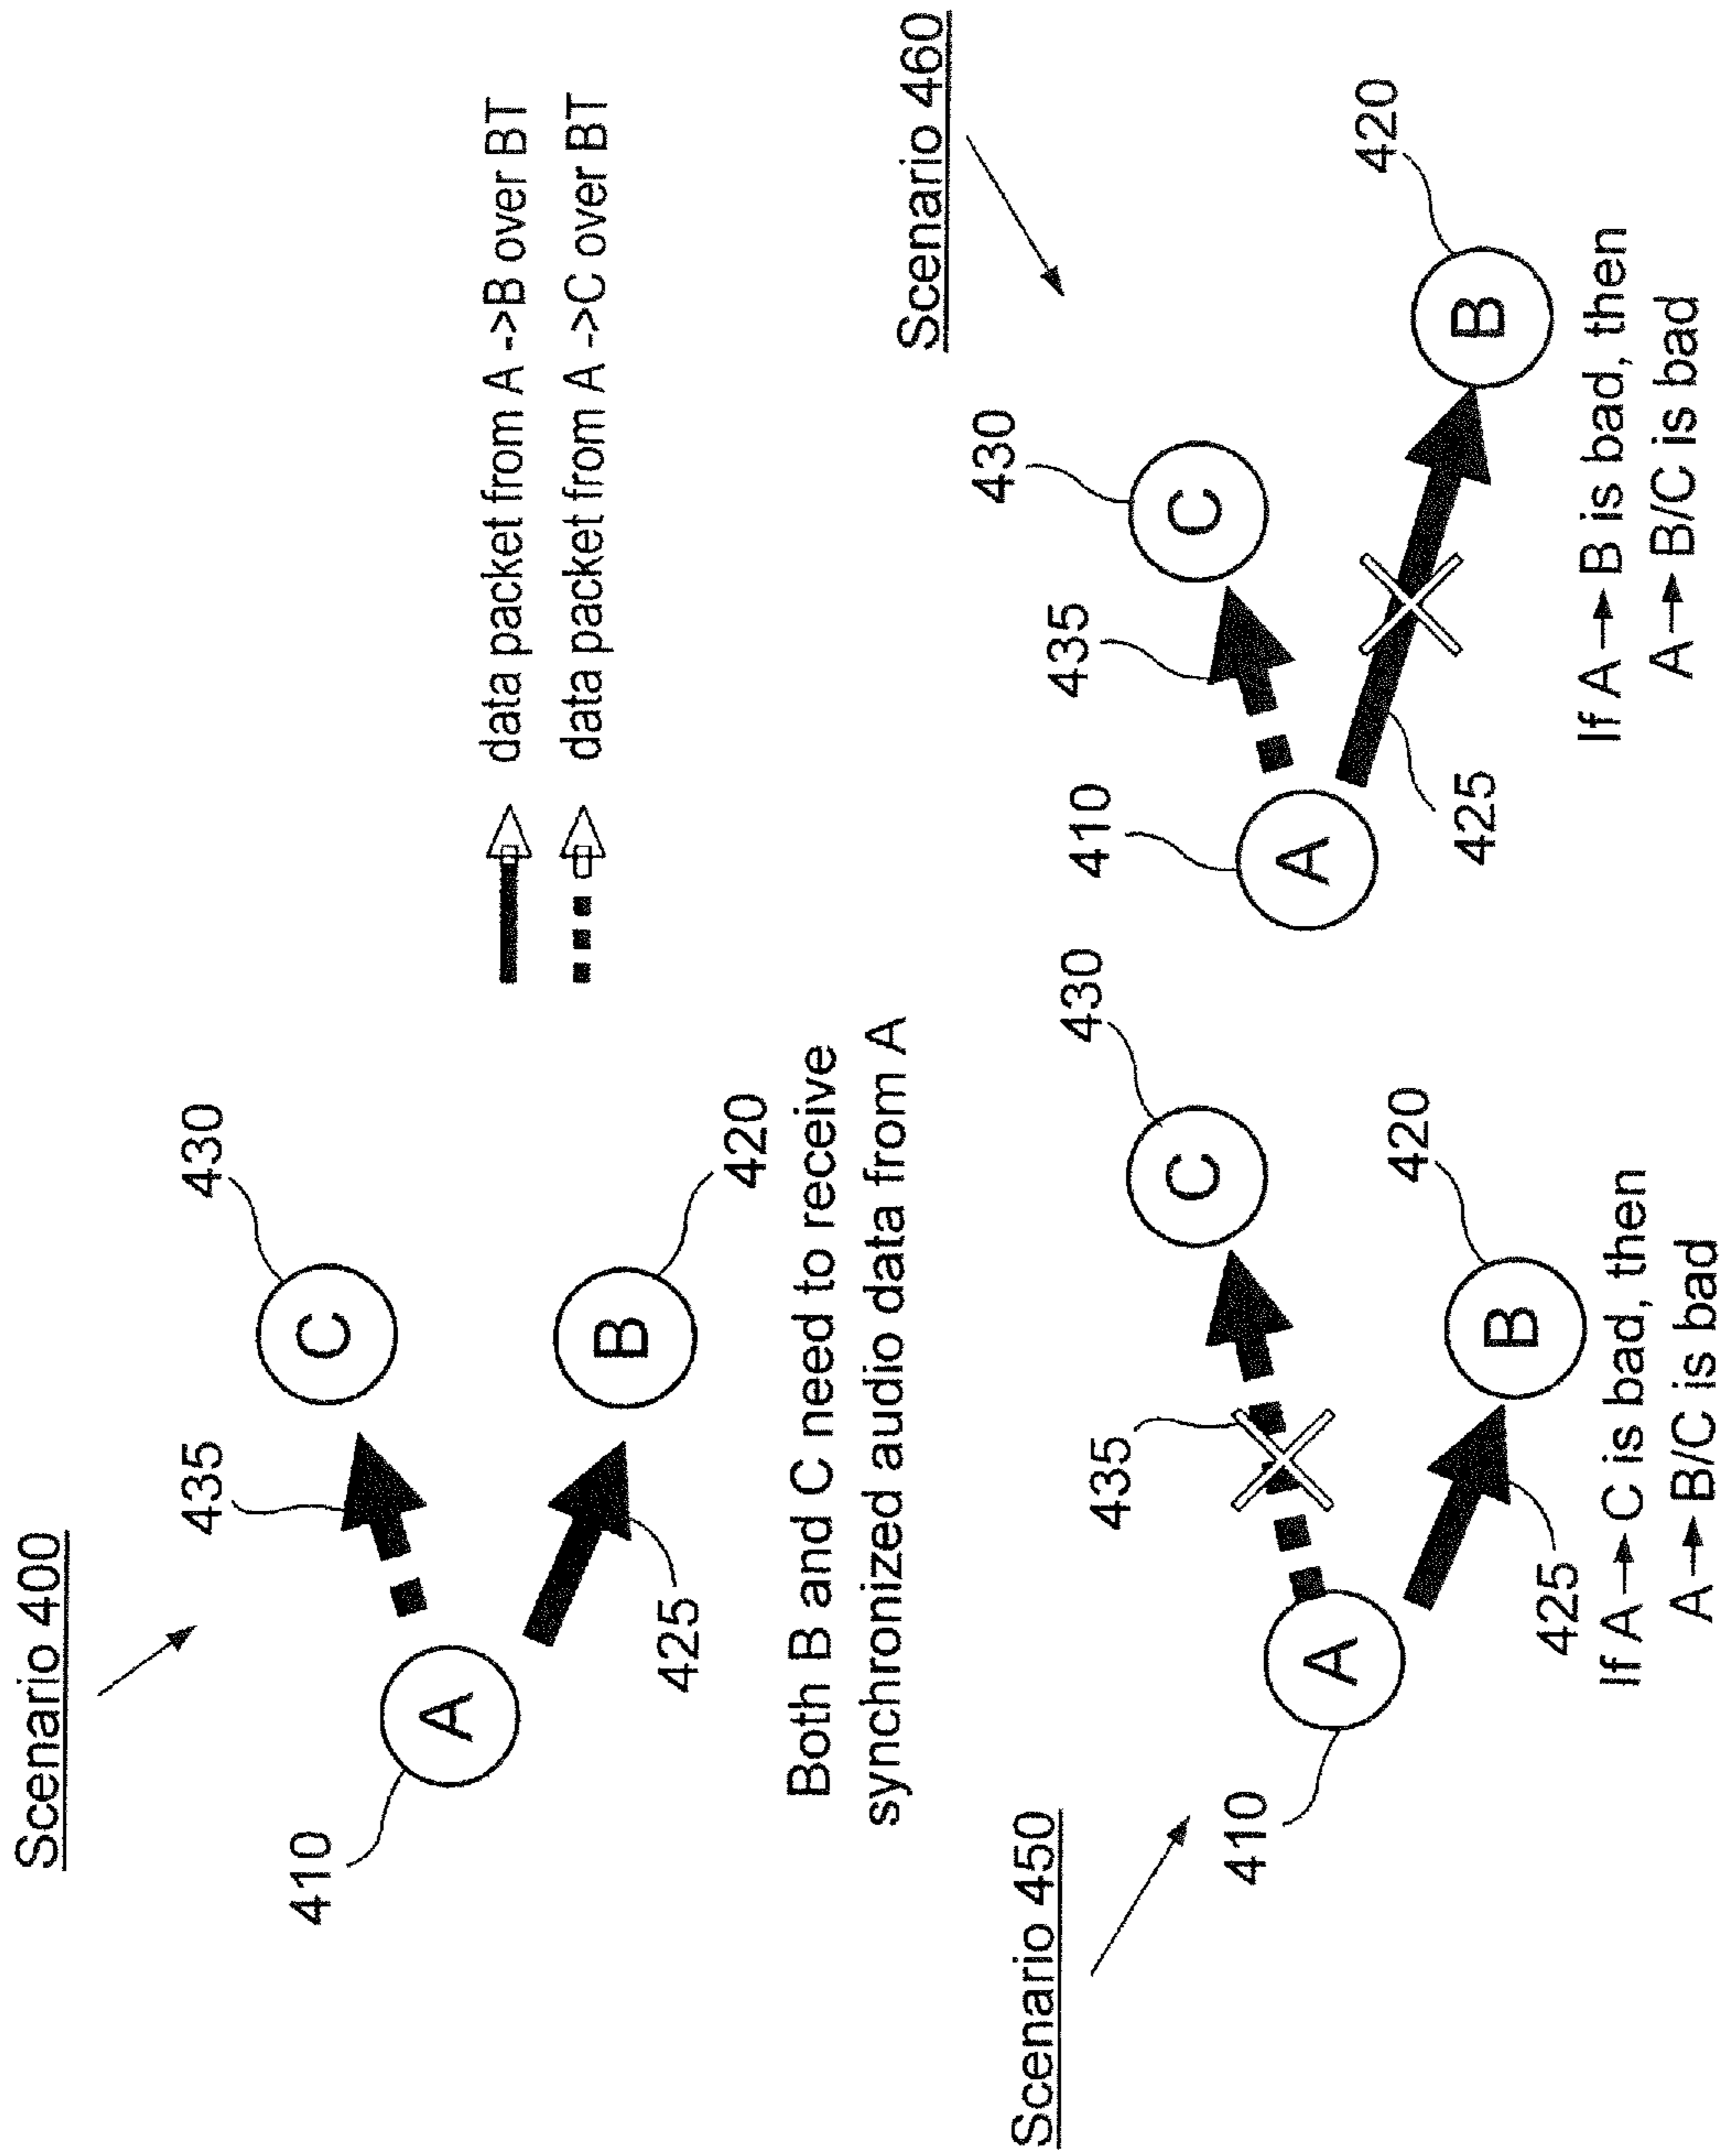 Scenario 400
410
A
435
C
430
425
B
420
Both B and C need to receive
synchronized audio data from A
data packet from A ->B over BT
data packet from A ->C over BT
Scenario 450
410
A
435
C
430
425
B
420
If A→C is bad, then
A→B/C is bad
Scenario 460
410
A
435
C
430
425
B
420
If A→B is bad, then
A→B/C is bad